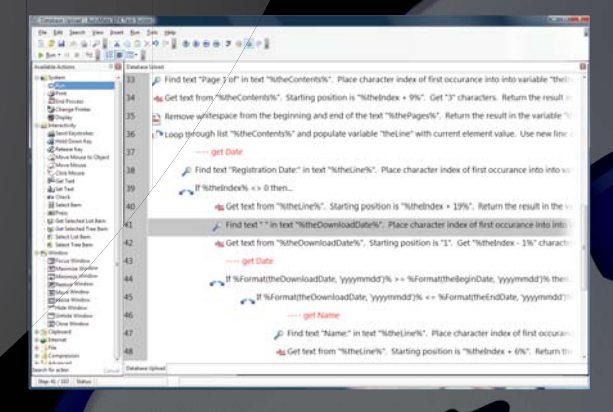 Database Upload - AutoMate BPA Task Builder
File Edit Search View Insert Run Tools Help
Run
Available Actions
Database Upload
System
Run
Print
End Process
Change Printer
Display
Interactivity
Send Keystrokes
Hold Down Key
Release Key
Move Mouse to Object
Move Mouse
Click Mouse
Get Text
Set Text
Check
Select Item
Press
Get Selected List Item
Get Selected Tree Item
Select List Item
Select Tree Item
Window
Focus Window
Maximize Window
Minimize Window
Restore Window
Move Window
Resize Window
Hide Window
UnHide Window
Close Window
Clipboard
Internet
File
Compression
Advanced
Search for action
Cancel
33 Find text "Page 1 of" in text "%theContents%". Place character index of first occurance into into variable "theIn
34 Get text from "%theContents%". Starting position is "%theIndex + 9%". Get "3" characters. Return the result in
35 Remove whitespace from the beginning and end of the text "%thePages%". Return the result in the variable "t
36 Loop through list "%theContents%" and populate variable "theLine" with current element value. Use new line
37 ---- get Date
38 Find text "Registration Date:" in text "%theLine%". Place character index of first occurance into into va
39 If %theIndex% <> 0 then...
40 Get text from "%theLine%". Starting position is "%theIndex + 19%". Return the result in the v
41 Find text " " in text "%theDownloadDate%". Place character index of first occurance into into
42 Get text from "%theDownloadDate%". Starting position is "1". Get "%theIndex - 1%" charact
43 ---- get Date
44 If %Format(theDownloadDate, 'yyyymmdd')% >= %Format(theBeginDate, 'yyyymmdd')% then
45 If %Format(theDownloadDate, 'yyyymmdd')% <= %Format(theEndDate, 'yyyymmdd')
46 ---- get Name
47 Find text "Name:" in text "%theLine%". Place character index of first occuranc
48 Get text from "%theLine%". Starting position is "%theIndex + 6%". Return th
Database Upload
Step: 41 / 103 Status